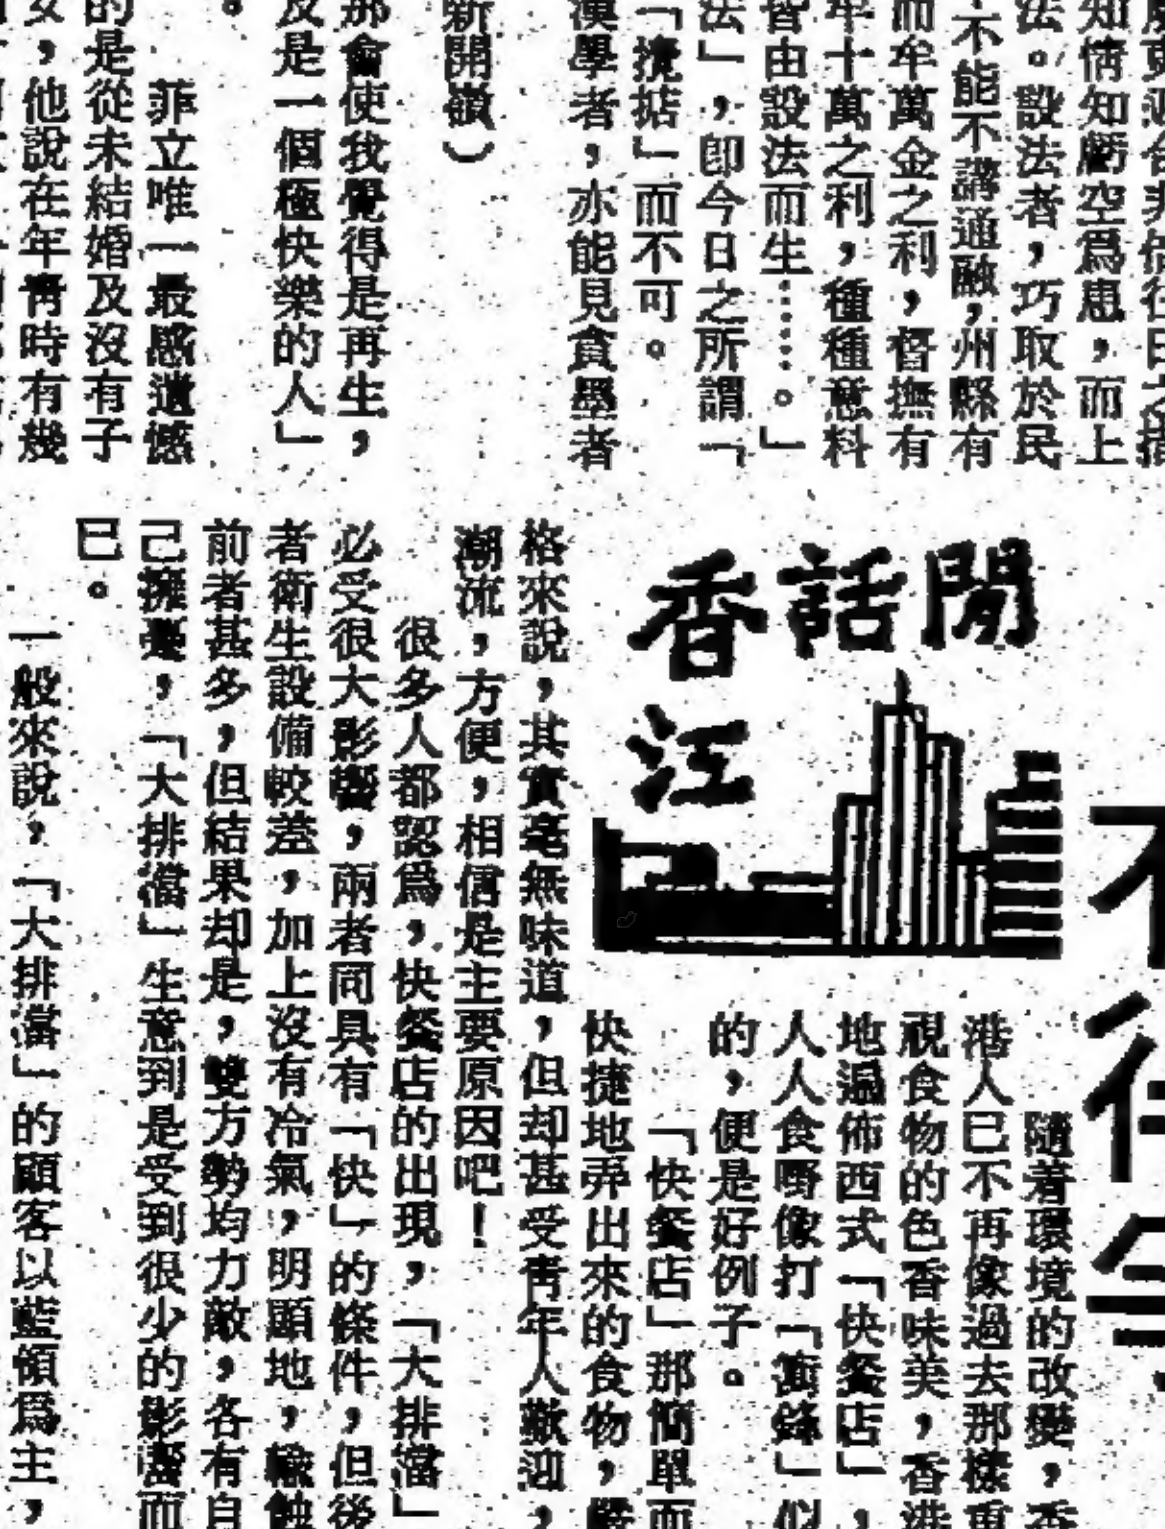 知情知虧空爲患，而上
法。設法者，巧取於民
不能不講通融，州縣有
而牟萬金之利，督撫有
牟十萬之利，種種意料
皆由設法而生……。」
法」，卽今日之所謂「
「攪掂」而不可。
漢學者，亦能見貪墨者
新開嶺）
那會使我覺得是再生，
反是一個極快樂的人」
。
菲立唯一最感遺憾
的是從未結婚及沒有子
女，他說在年靑時有幾
閒話香
江
隨着環境的改變，香
港人已不再像過去那樣重
視食物的色香味美，香港
地遍佈西式「快餐店」，
人人食嘢像打「衝鋒」似
的，便是好例子。
「快餐店」那簡單而
快捷地弄出來的食物，嚴
格來說，其實毫無味道，但却甚受靑年人歡迎，
潮流，方便，相信是主要原因吧！
很多人都認爲，快餐店的出現，「大排檔」
必受很大影響，兩者同具有「快」的條件，但後
者衛生設備較差，加上沒有冷氣，明顯地，輸蝕
前者甚多，但結果却是，雙方勢均力敵，各有自
己擁躉，「大排檔」生意到是受到很少的影響而
已。
一般來說，「大排檔」的顧客以藍領爲主，